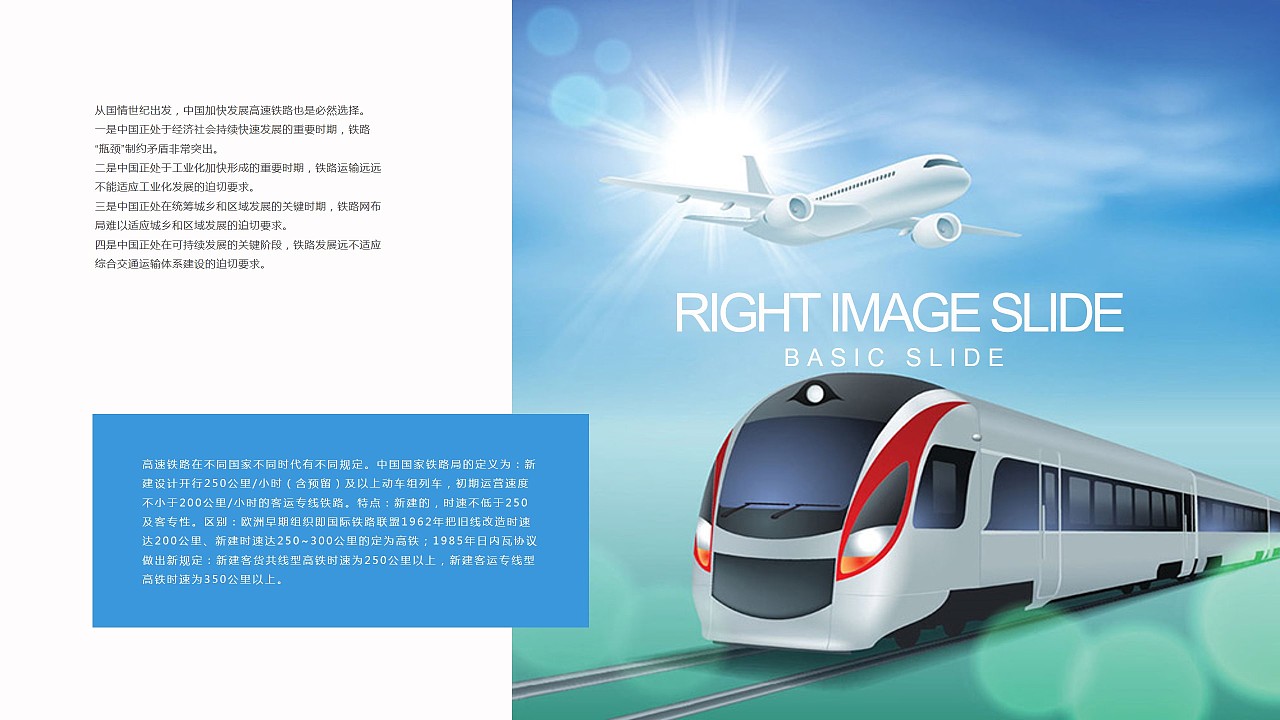 从国情世纪出发，中国加快发展高速铁路也是必然选择。
一是中国正处于经济社会持续快速发展的重要时期，铁路
“瓶颈”制约矛盾非常突出。
二是中国正处于工业化加快形成的重要时期，铁路运输远远
不能适应工业化发展的迫切要求。
三是中国正处在统筹城乡和区域发展的关键时期，铁路网布
局难以适应城乡和区域发展的迫切要求。
四是中国正处在可持续发展的关键阶段，铁路发展远不适应
综合交通运输体系建设的迫切要求。
RIGHT IMAGE SLIDE
BASIC SLIDE
高速铁路在不同国家不同时代有不同规定。中国国家铁路局的定义为：新
建设计开行250公里/小时（含预留）及以上动车组列车，初期运营速度
不小于200公里/小时的客运专线铁路。特点：新建的，时速不低于250
及客专性。区别：欧洲早期组织即国际铁路联盟1962年把旧线改造时速
达200公里、新建时速达250~300公里的定为高铁；1985年日内瓦协议
做出新规定：新建客货共线型高铁时速为250公里以上，新建客运专线型
高铁时速为350公里以上。